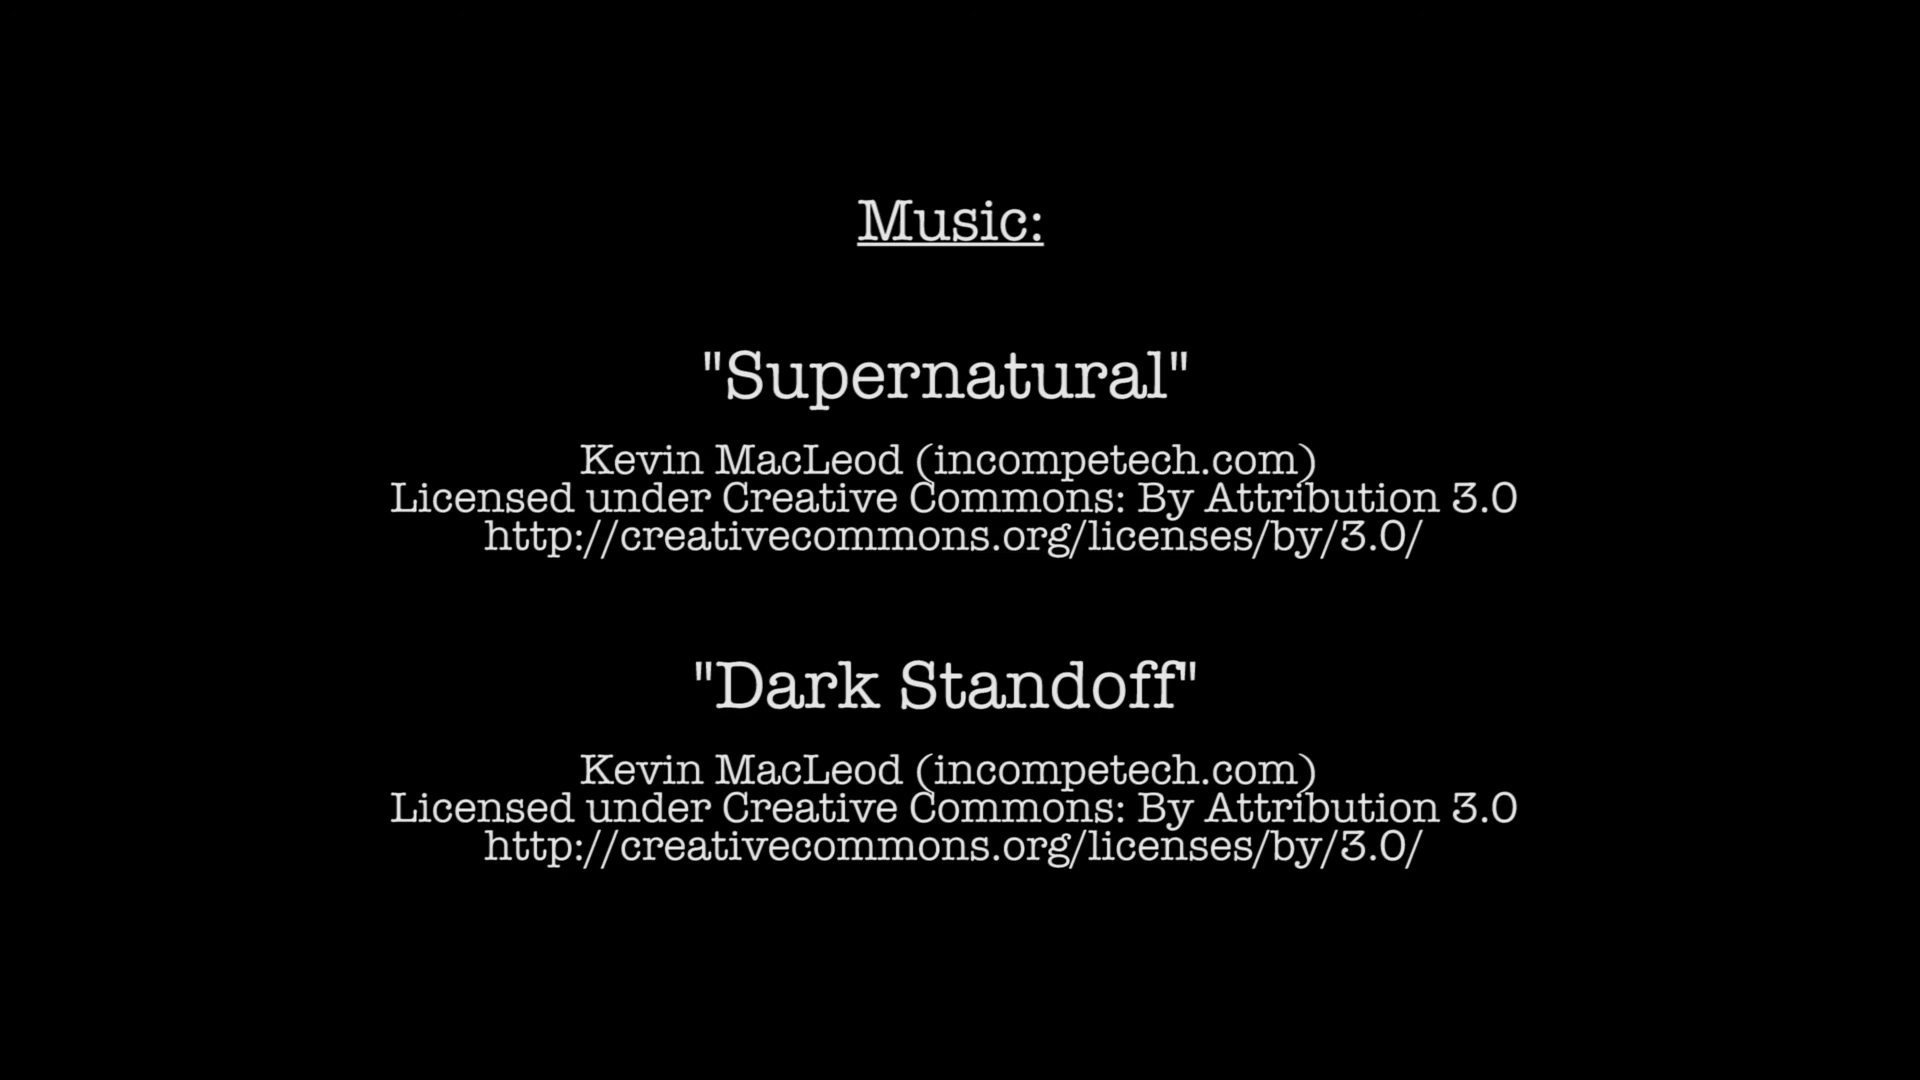 Music:
"Supernatural"
Kevin MacLeod (incompetech.com)
Licensed under Creative Commons: By Attribution 3.0
http://creativecommons.org/licenses/by/3.0/
"Dark Standoff"
Kevin MacLeod (incompetech.com)
Licensed under Creative Commons: By Attribution 3.0
http://creativecommons.org/licenses/by/3.0/